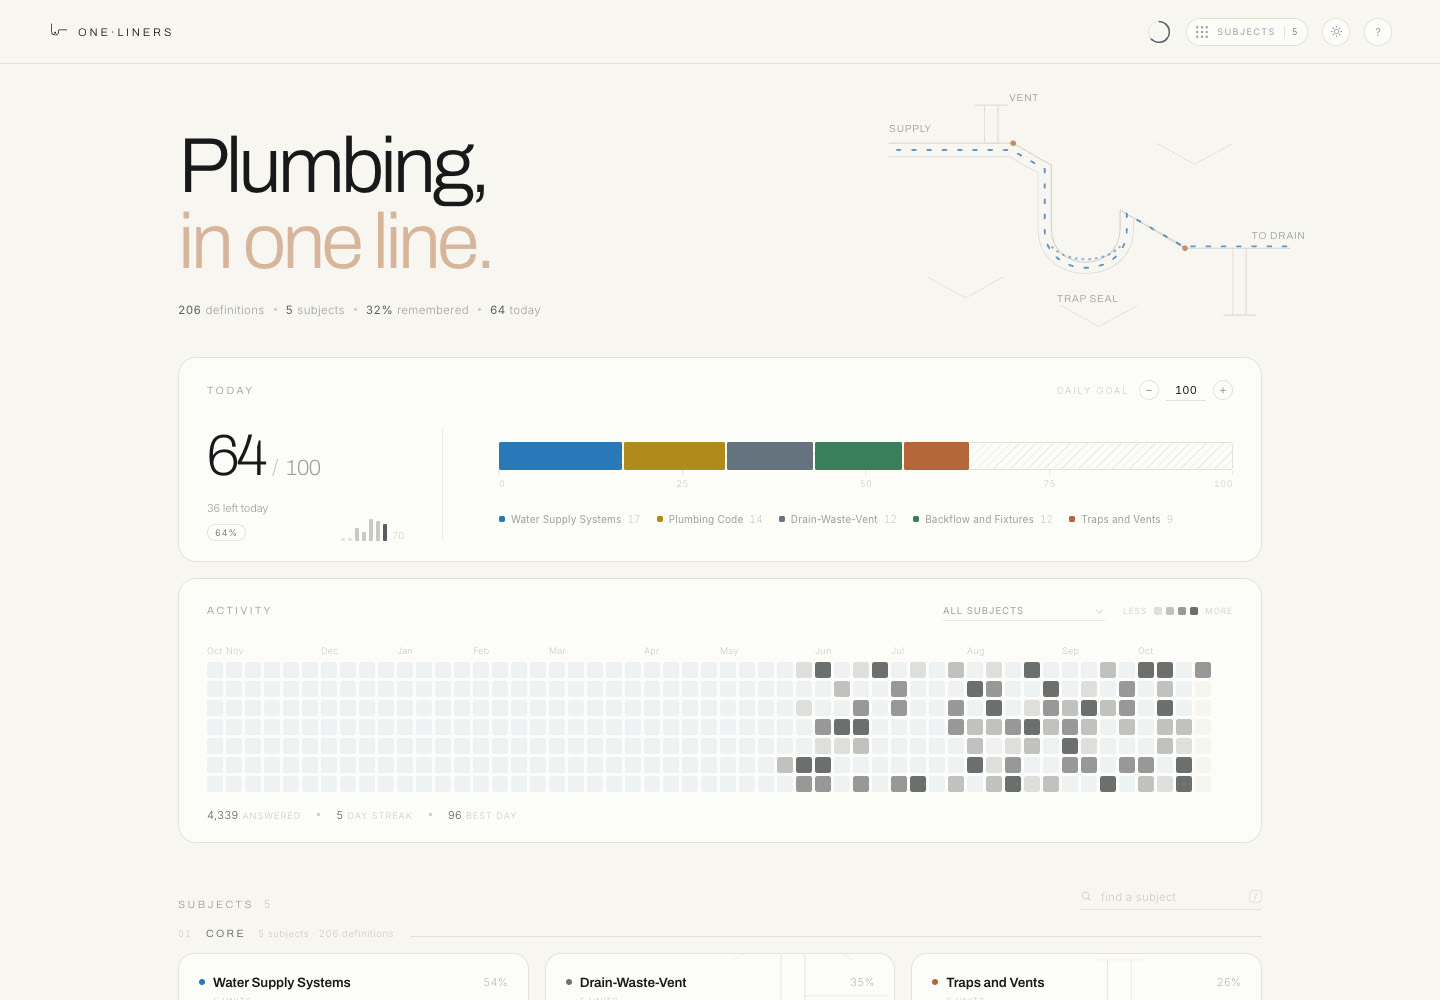 ONE·LINERS
SUBJECTS 5
?
VENT
SUPPLY
TO DRAIN
TRAP SEAL
Plumbing,
in one line.
206 definitions • 5 subjects • 32% remembered • 64 today
TODAY
DAILY GOAL − 100 +
64 / 100
36 left today
64%
7D
0 25 50 75 100
Water Supply Systems 17 Plumbing Code 14 Drain-Waste-Vent 12 Backflow and Fixtures 12 Traps and Vents 9
ACTIVITY
ALL SUBJECTS
LESS MORE
Oct Nov Dec Jan Feb Mar Apr May Jun Jul Aug Sep Oct
4,339 ANSWERED • 5 DAY STREAK • 96 BEST DAY
SUBJECTS 5
find a subject /
01 CORE 5 subjects · 206 definitions
Water Supply Systems 54%
Drain-Waste-Vent 35%
Traps and Vents 26%